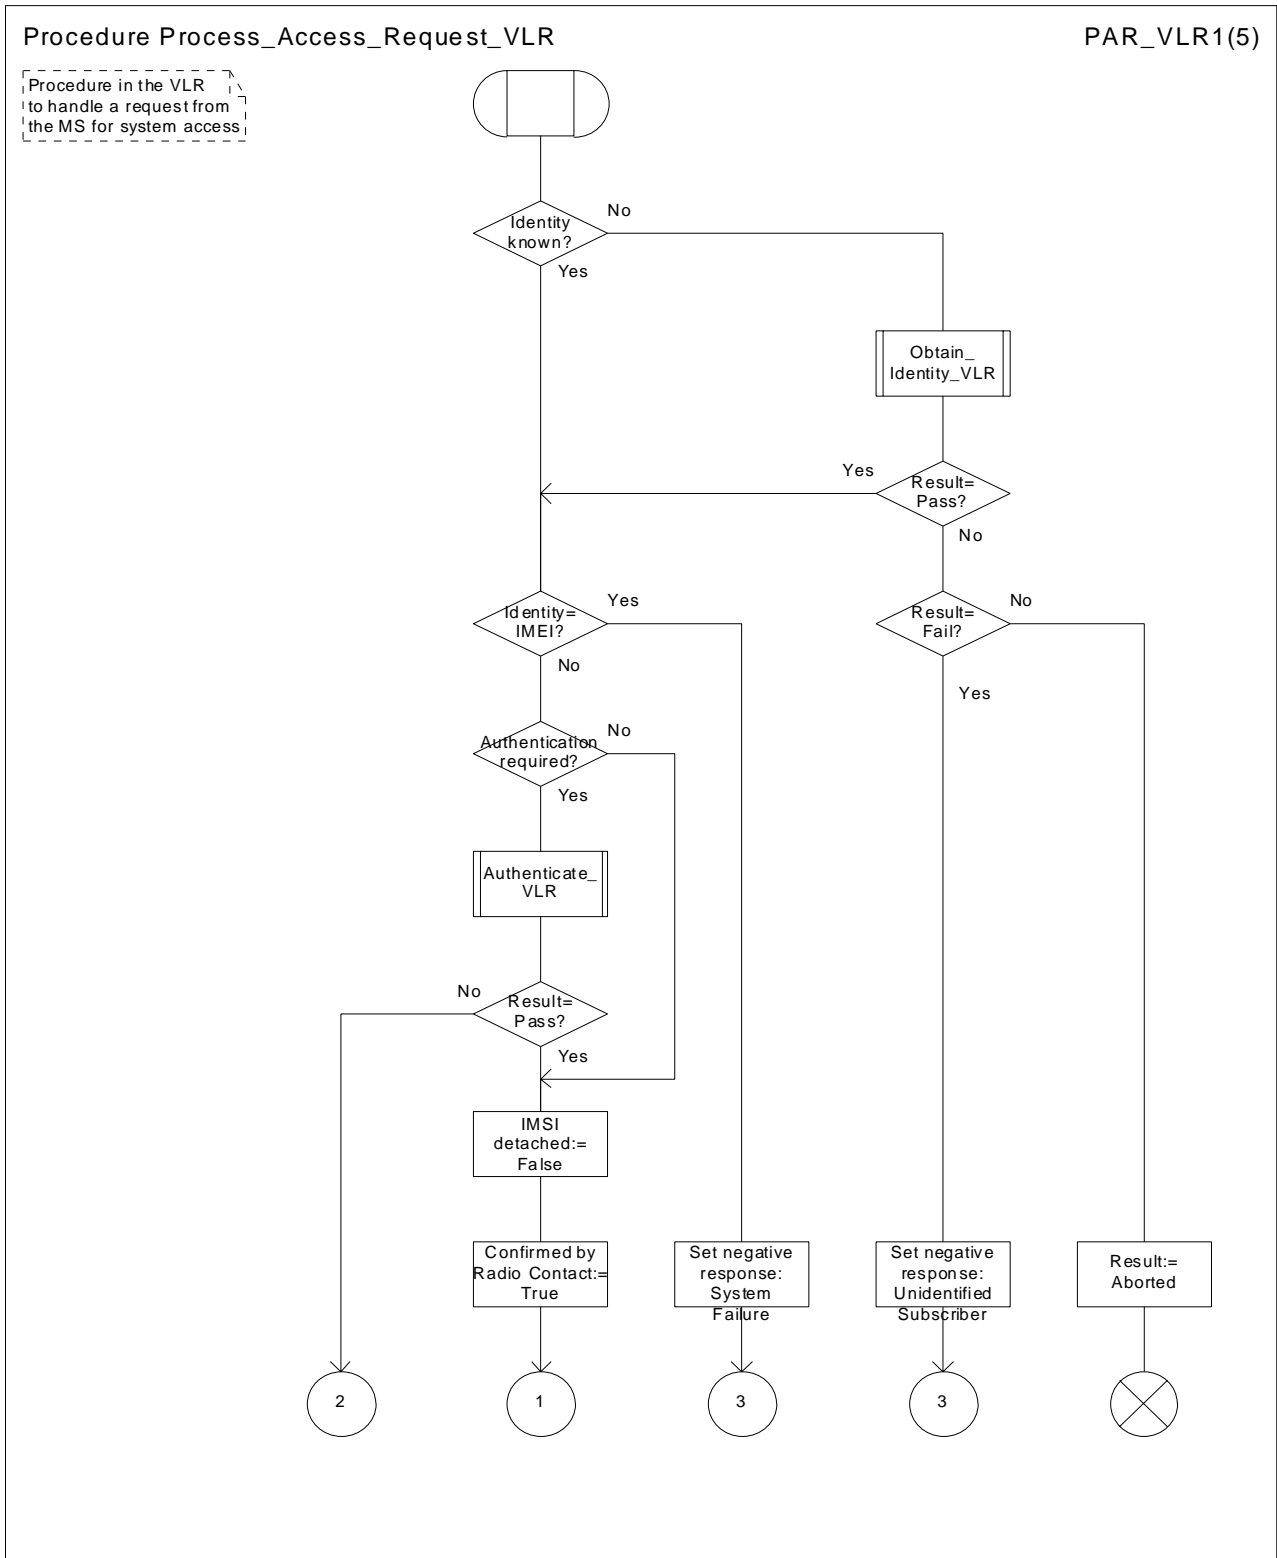 Procedure Process_Access_Request_VLR
PAR_VLR1(5)
Procedure in the VLR
to handle a request from
the MS for system access
Identity
known?
No
Yes
Obtain_
Identity_VLR
Yes
Result=
Pass?
No
Identity=
IMEI?
Yes
No
Result=
Fail?
No
Yes
Authentication
required?
No
Yes
Authenticate_
VLR
No
Result=
Pass?
Yes
IMSI
detached:=
False
Confirmed by
Radio Contact:=
True
Set negative
response:
System
Failure
Set negative
response:
Unidentified
Subscriber
Result:=
Aborted
2
1
3
3